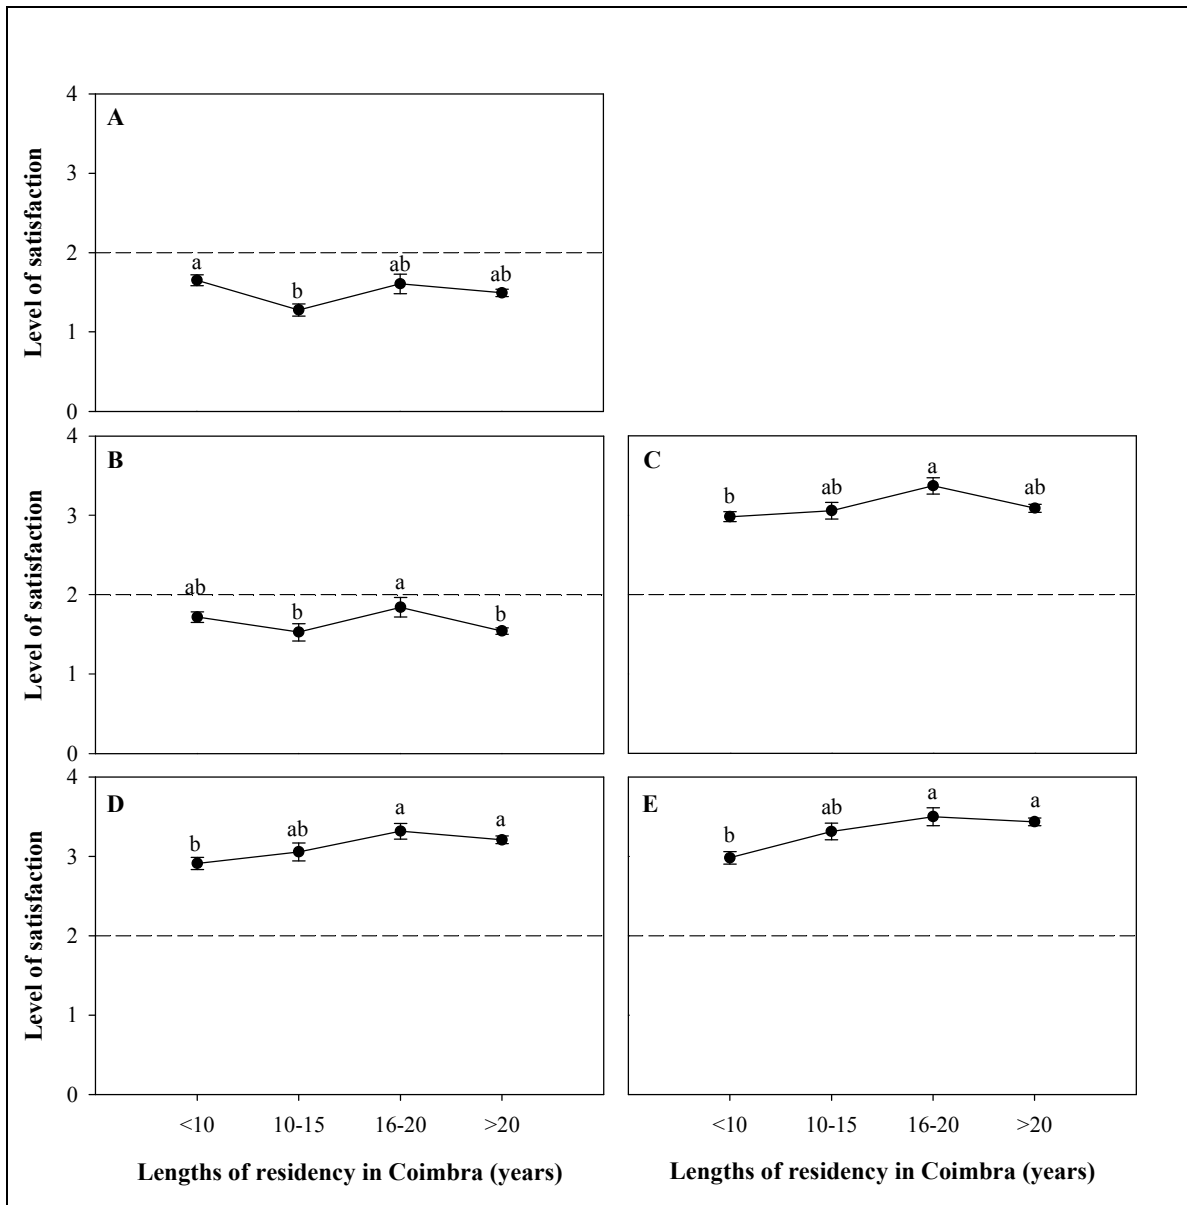 4
A
3
2
1
0
a
b
ab
ab
Level of satisfaction
4
B
3
2
1
0
ab
b
a
b
Level of satisfaction
C
b
ab
a
ab
4
D
3
2
1
0
b
ab
a
a
Level of satisfaction
<10 10-15 16-20 >20
Lengths of residency in Coimbra (years)
E
b
ab
a
a
<10 10-15 16-20 >20
Lengths of residency in Coimbra (years)